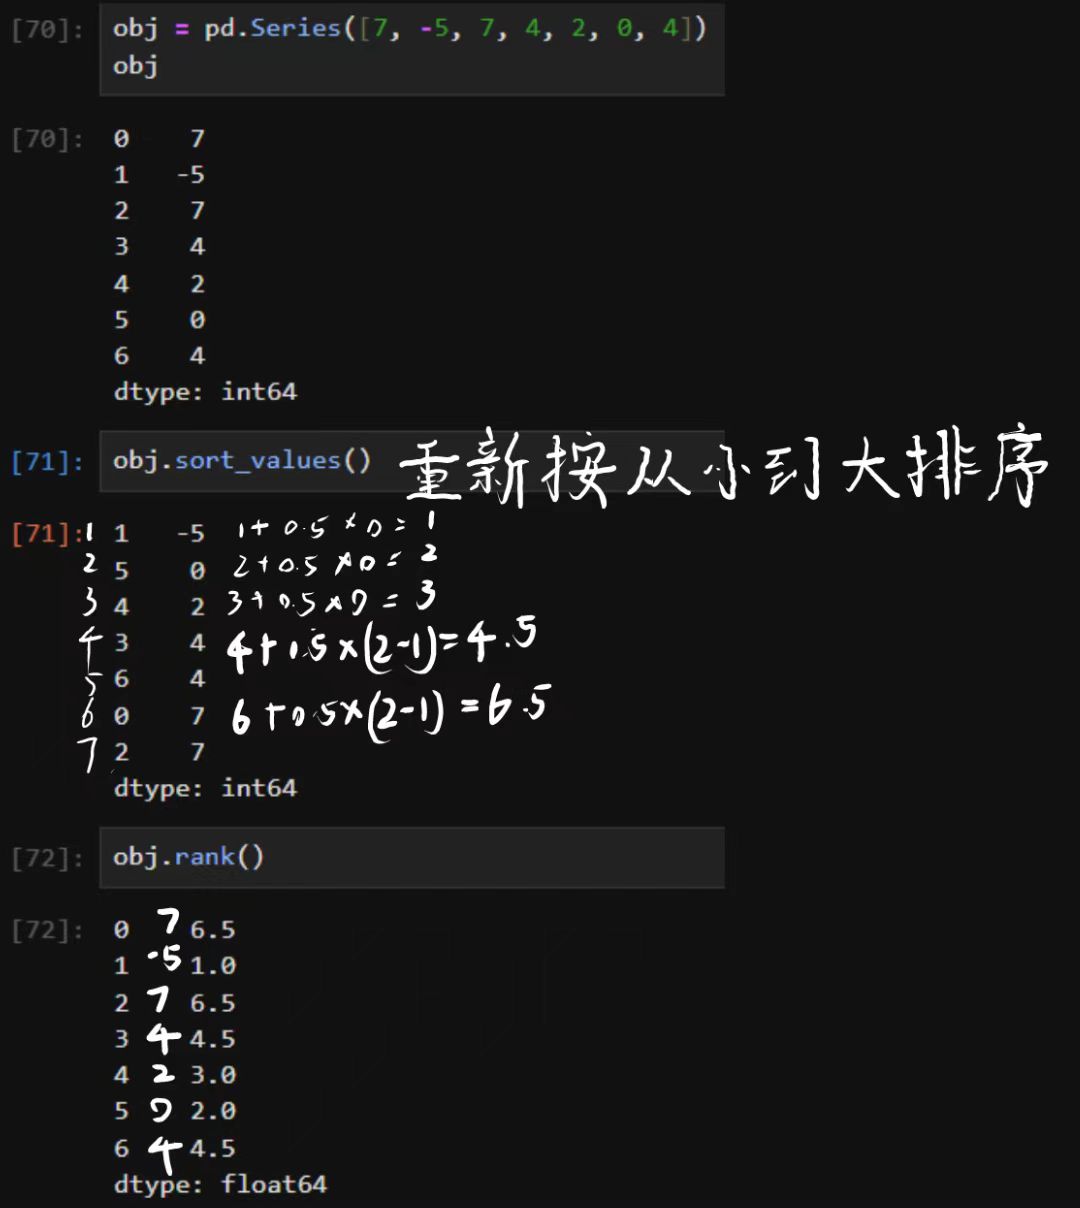 [70]: obj = pd.Series([7, -5, 7, 4, 2, 0, 4])
obj
[70]: 0 7
1 -5
2 7
3 4
4 2
5 0
6 4
dtype: int64
[71]: obj.sort_values() 重新按从小到大排序
[71]: 1 1 -5 1+0.5×0=1
2 5 0 2+0.5×0=2
3 4 2 3+0.5×0=3
4 3 4 4+0.5×(2-1)=4.5
5 6 4
6 0 7 6+0.5×(2-1)=6.5
7 2 7
dtype: int64
[72]: obj.rank()
[72]: 0 7 6.5
1 -5 1.0
2 7 6.5
3 4 4.5
4 2 3.0
5 0 2.0
6 4 4.5
dtype: float64